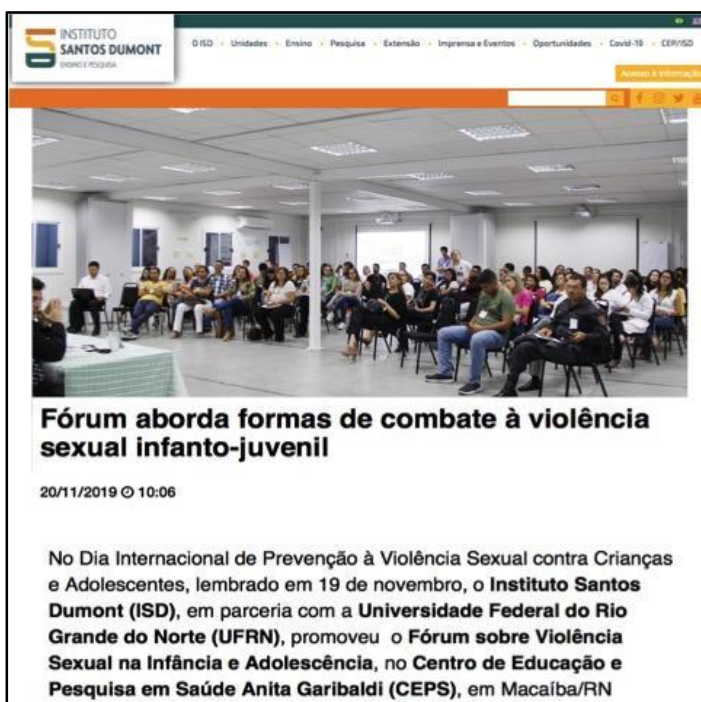 INSTITUTO
SANTOS DUMONT
ENSINO E PESQUISA
O ISD Unidades Ensino Pesquisa Extensão Imprensa e Eventos Oportunidades Covid-19 CEP/ISD
Acesso à Informação
Fórum aborda formas de combate à violência
sexual infanto-juvenil
20/11/2019 10:06
No Dia Internacional de Prevenção à Violência Sexual contra Crianças
e Adolescentes, lembrado em 19 de novembro, o Instituto Santos
Dumont (ISD), em parceria com a Universidade Federal do Rio
Grande do Norte (UFRN), promoveu o Fórum sobre Violência
Sexual na Infância e Adolescência, no Centro de Educação e
Pesquisa em Saúde Anita Garibaldi (CEPS), em Macaíba/RN